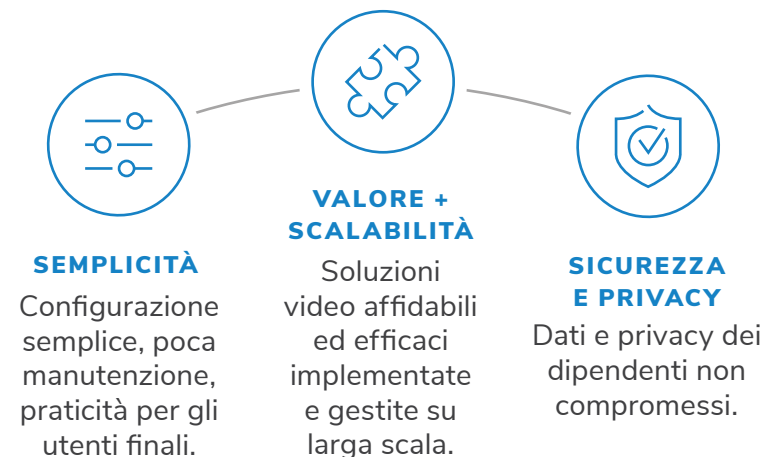 SEMPLICITÀ
Configurazione
semplice, poca
manutenzione,
praticità per gli
utenti finali.
VALORE +
SCALABILITÀ
Soluzioni
video affidabili
ed efficaci
implementate
e gestite su
larga scala.
SICUREZZA
E PRIVACY
Dati e privacy dei
dipendenti non
compromessi.